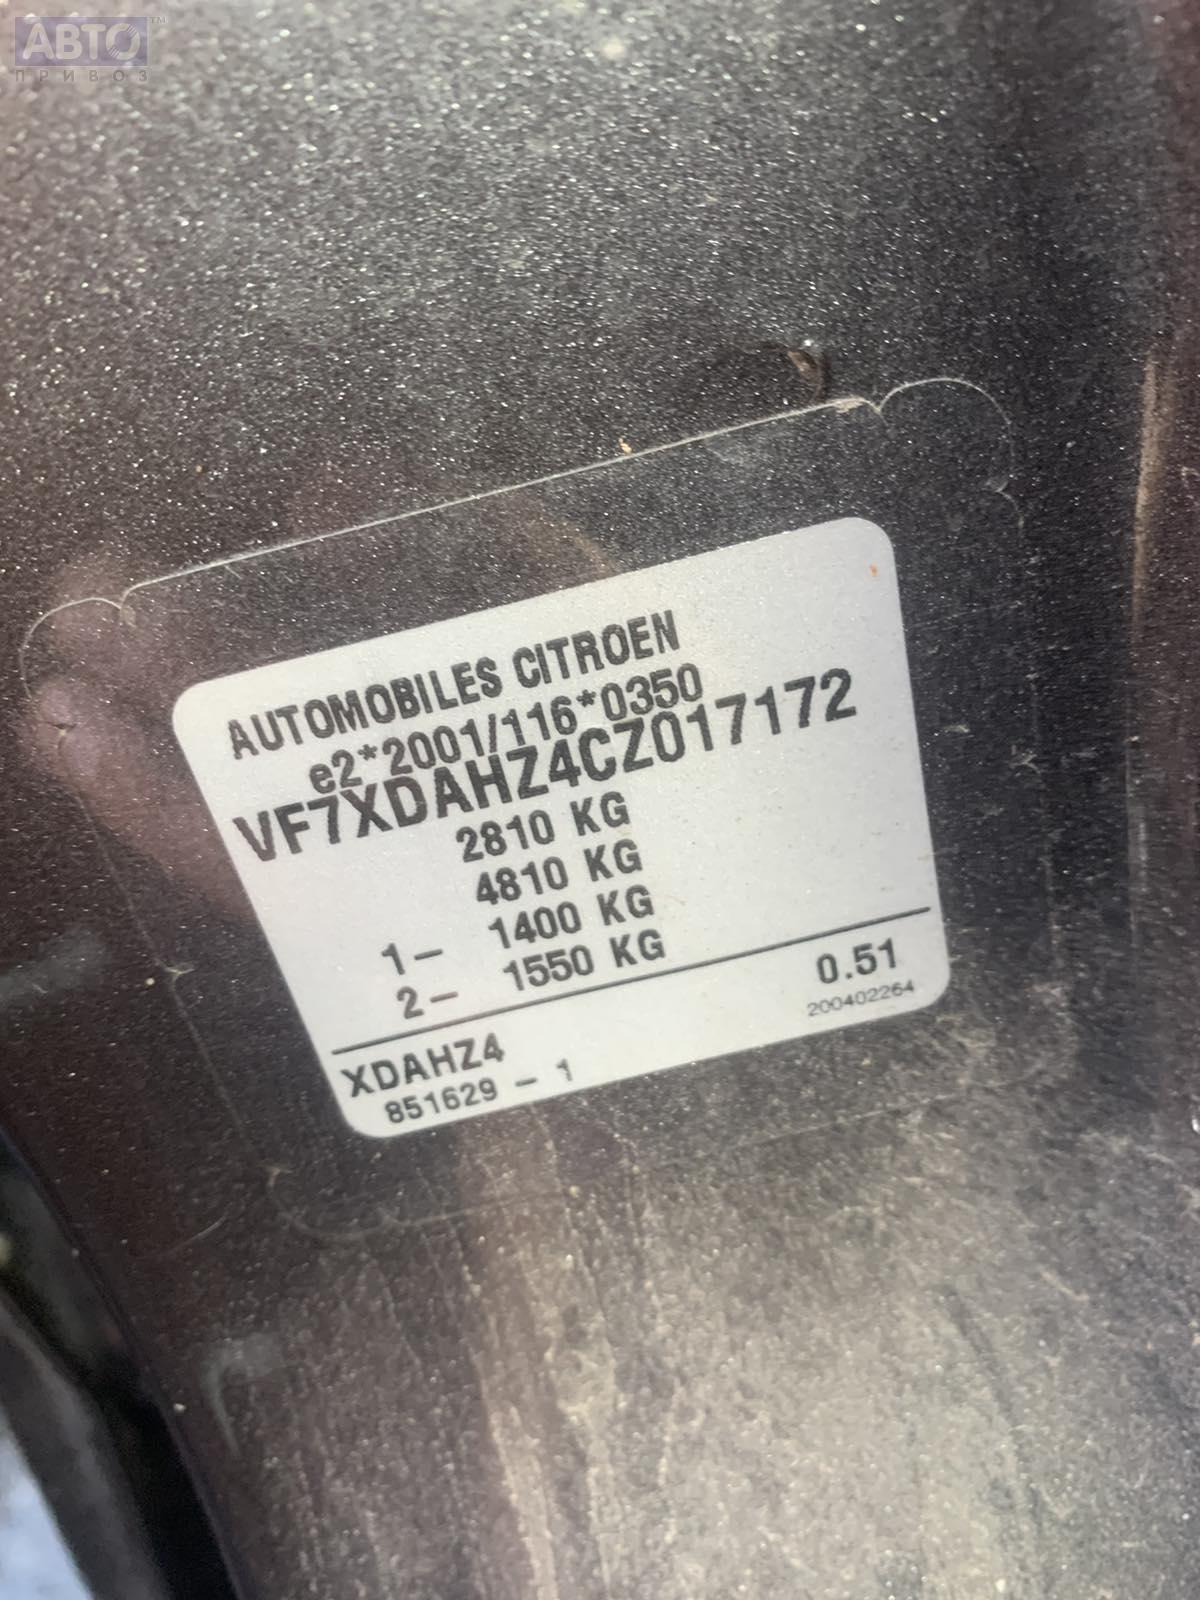 АВТО™
ПРИВОЗ
AUTOMOBILES CITROEN
e2*2001/116*0350
VF7XDAHZ4CZ017172
2810 KG
4810 KG
1- 1400 KG
2- 1550 KG
XDAHZ4 0.51
851629 - 1 200402264